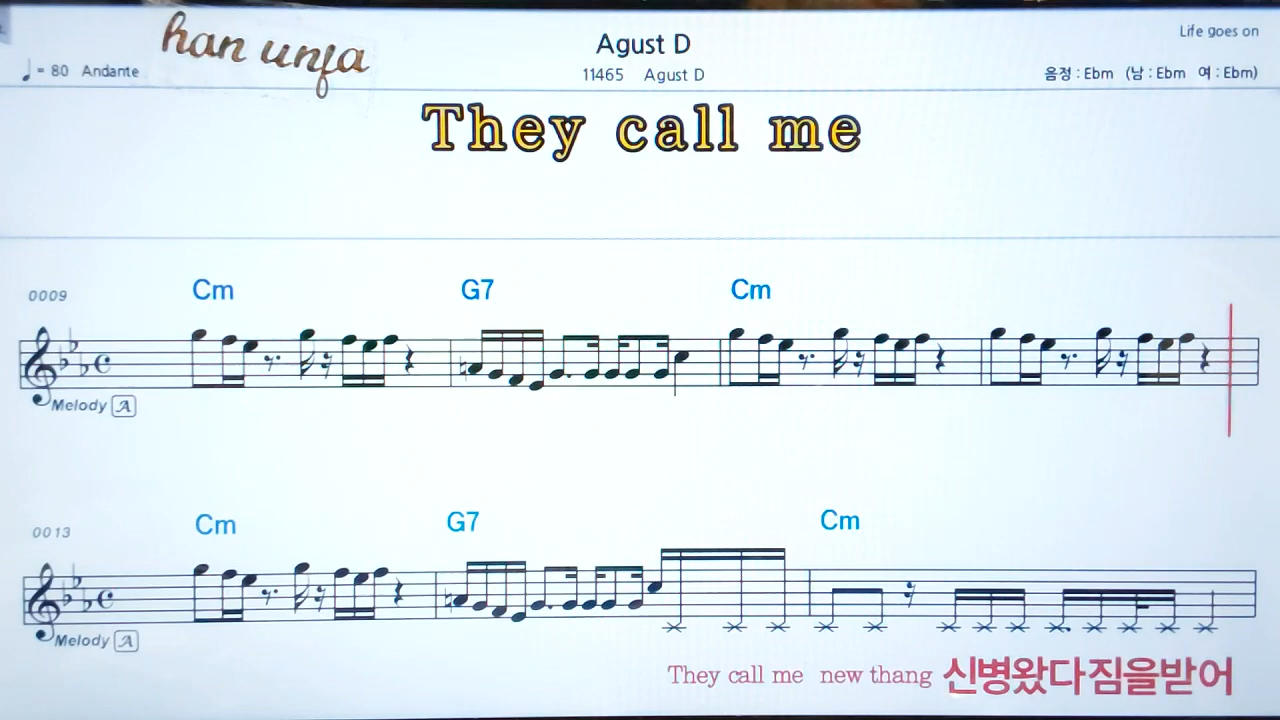 han unja
Agust D
Life goes on
♩ = 80 Andante
11465 Agust D
음정 : Ebm (남 : Ebm 여 : Ebm)
They call me
0009
Cm G7 Cm
Melody A
0013
Cm G7 Cm
Melody A
They call me new thang 신병왔다짐을받어